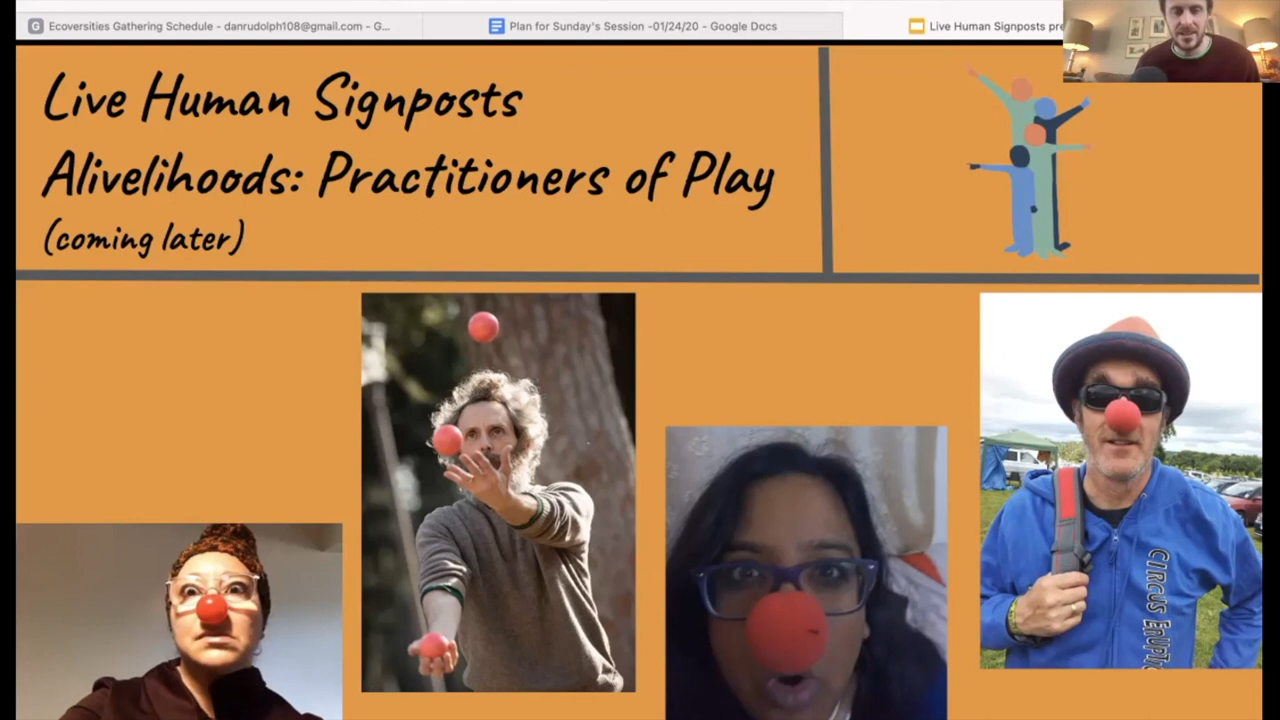 Ecoversities Gathering Schedule - danrudolph108@gmail.com - G...
Plan for Sunday's Session -01/24/20 - Google Docs
Live Human Signposts pre
Live Human Signposts
Alivelihoods: Practitioners of Play
(coming later)
CIRCUS ERUPTI